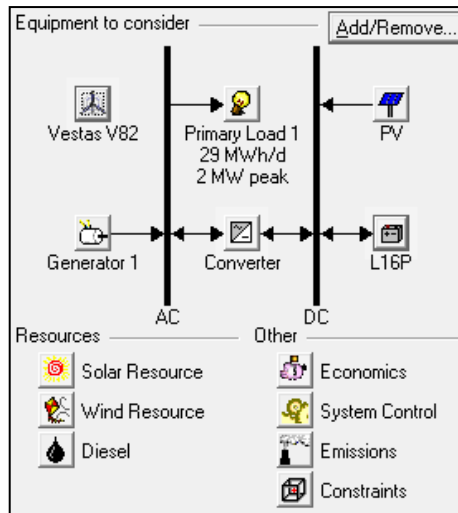 Equipment to consider
Add/Remove...
Vestas V82
Primary Load 1
29 MWh/d
2 MW peak
PV
Generator 1
Converter
L16P
AC
DC
Resources
Other
Solar Resource
Economics
Wind Resource
System Control
Diesel
Emissions
Constraints